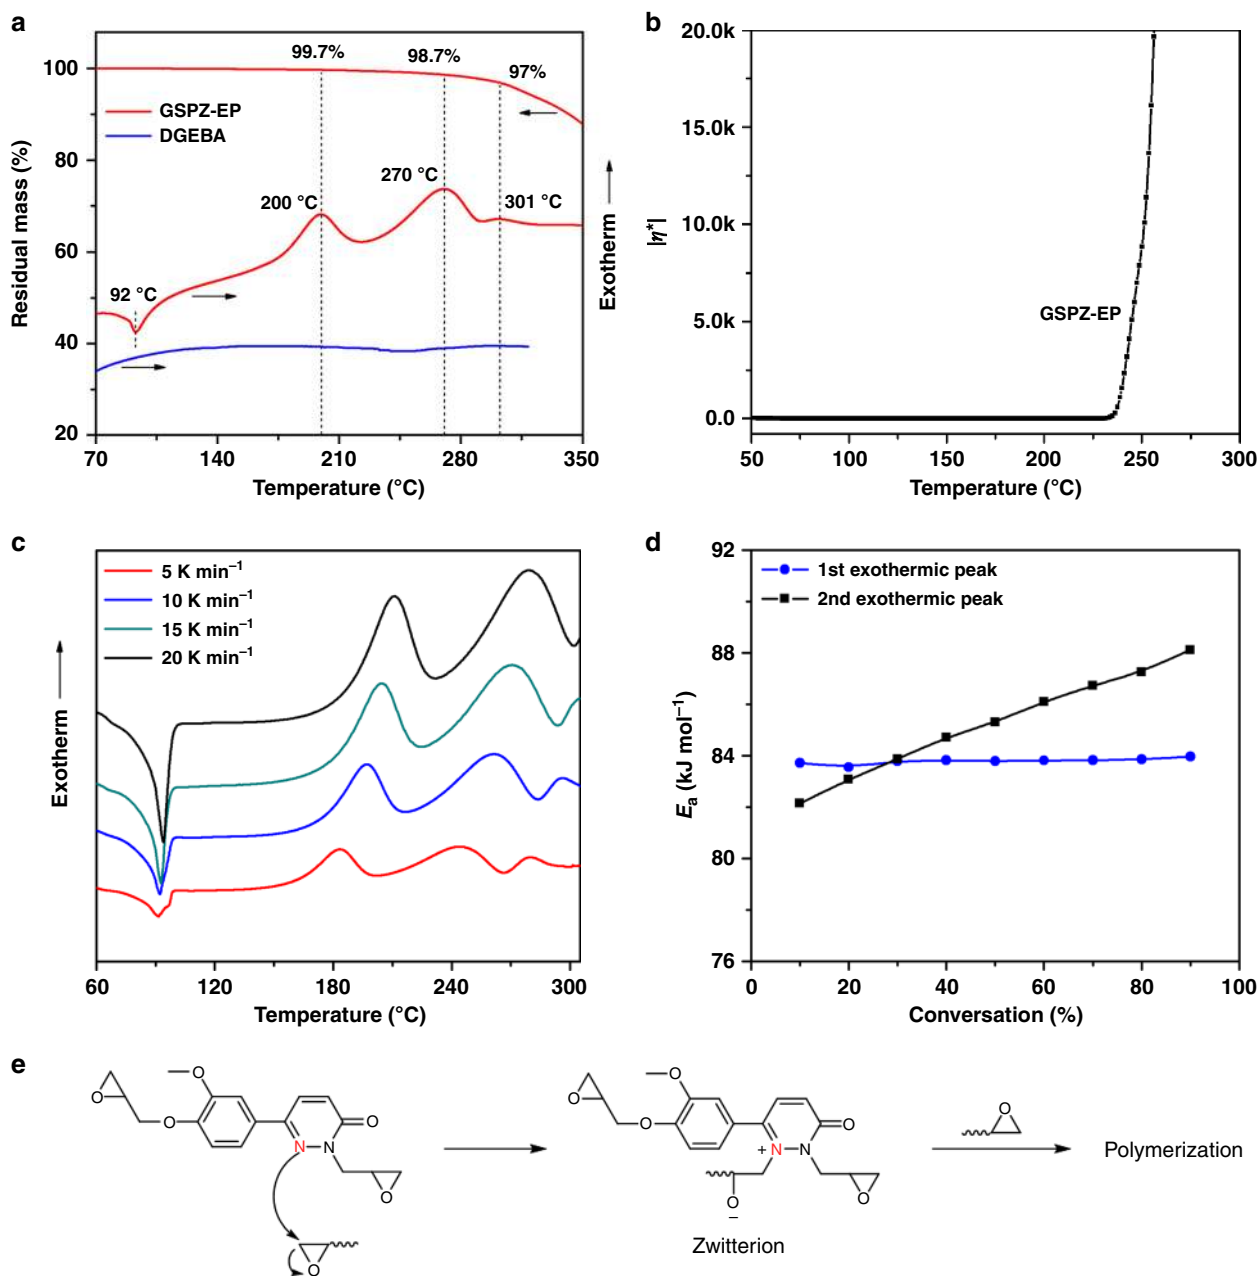 a
99.7%
98.7%
97%
100
80
60
40
20
GSPZ-EP
DGEBA
200 °C
270 °C
301 °C
92 °C
Residual mass (%)
Exotherm
70
140
210
280
350
Temperature (°C)
b
20.0k
15.0k
10.0k
5.0k
0.0
|η*|
GSPZ-EP
50
100
150
200
250
300
Temperature (°C)
c
5 K min⁻¹
10 K min⁻¹
15 K min⁻¹
20 K min⁻¹
Exotherm
60
120
180
240
300
Temperature (°C)
d
92
88
84
80
76
1st exothermic peak
2nd exothermic peak
Eₐ (kJ mol⁻¹)
0
20
40
60
80
100
Conversation (%)
e
O
O
O
O
N
N
O
O
O
O
O
O
+
N
N
O
O
−
Zwitterion
O
Polymerization